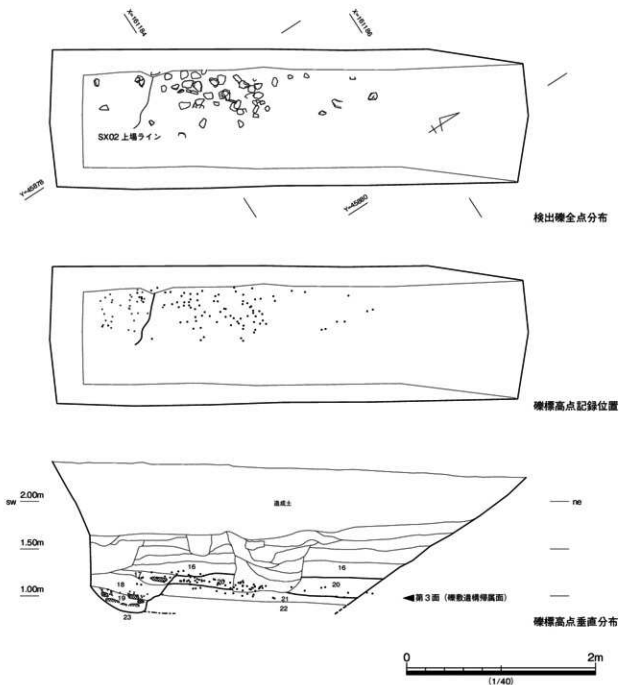 X=161184
X=161186
SX02 上場ライン
Y=45878
Y=45880
検出礫全点分布
礫標高点記録位置
SW
2.00m
造成土
ne
1.50m
16
16
17
18
20
20
1.00m
19
21
22
23
第3面（礫敷遺構帰属面）
礫標高点垂直分布
0
2m
(1/40)